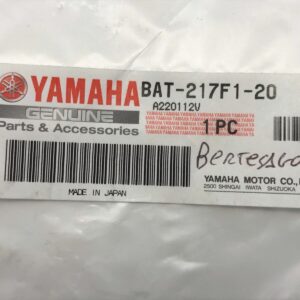 YAMAHA BAT-217F1-20
GENUINE A220112V
Parts & Accessories 1 PC
MADE IN JAPAN
YAMAHA MOTOR CO.,
2500 SHINGAI IWATA SHIZUOKA